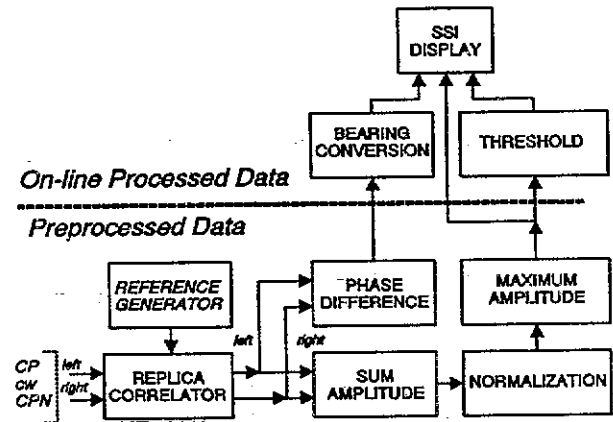 SSI
DISPLAY
BEARING
CONVERSION
THRESHOLD
On-line Processed Data
Preprocessed Data
REFERENCE
GENERATOR
PHASE
DIFFERENCE
MAXIMUM
AMPLITUDE
left
right
CP
left
cw
right
CPN
REPLICA
CORRELATOR
SUM
AMPLITUDE
NORMALIZATION